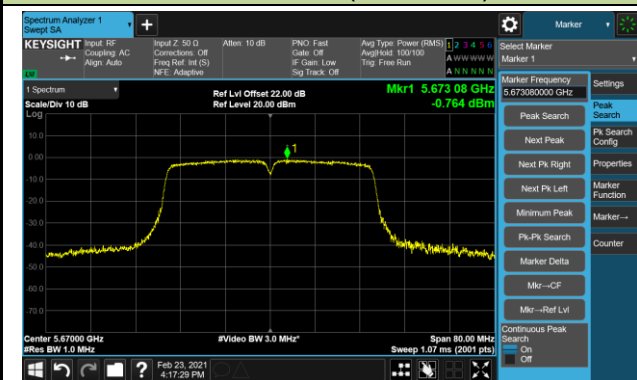 Spectrum Analyzer 1
Swept SA
+
Marker
KEYSIGHT
Input: RF
Coupling: AC
Align: Auto
Input Z: 50 Ω
Corrections: Off
Freq Ref: Int (S)
NFE: Adaptive
Atten: 10 dB
PNO: Fast
Gate: Off
IF Gain: Low
Sig Track: Off
Avg Type: Power (RMS)
Avg|Hold: 100/100
Trig: Free Run
1 2 3 4 5 6
A W W W W W
A N N N N N
Select Marker
Marker 1
1 Spectrum
Scale/Div 10 dB
Log
Ref Lvl Offset 22.00 dB
Ref Level 20.00 dBm
Mkr1 5.673 08 GHz
-0.764 dBm
10.0
0.00
-10.0
-20.0
-30.0
-40.0
-50.0
-60.0
-70.0
1
Center 5.67000 GHz
#Res BW 1.0 MHz
#Video BW 3.0 MHz*
Span 80.00 MHz
Sweep 1.07 ms (2001 pts)
Marker Frequency
5.673080000 GHz
Peak Search
Next Peak
Next Pk Right
Next Pk Left
Minimum Peak
Pk-Pk Search
Marker Delta
Mkr→CF
Mkr→Ref Lvl
Continuous Peak
Search
On
Off
Settings
Peak
Search
Pk Search
Config
Properties
Marker
Function
Marker→
Counter
Feb 23, 2021
4:17:29 PM